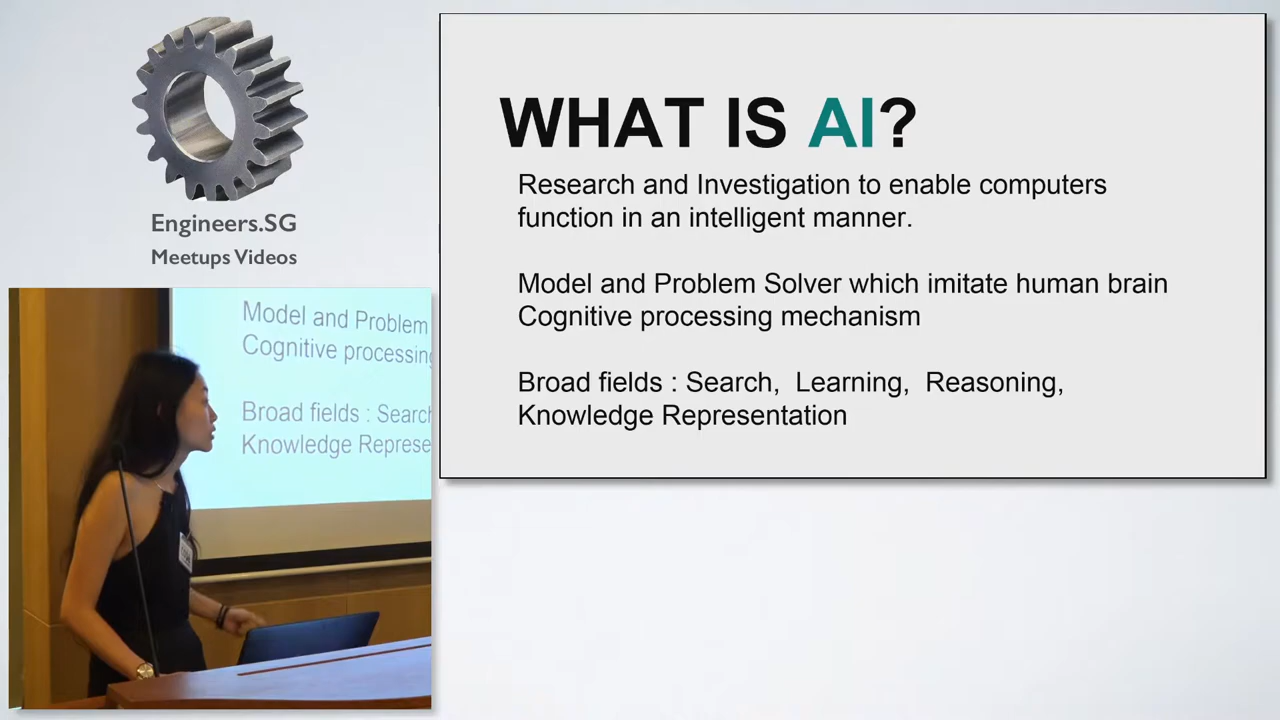 Engineers.SG
Meetups Videos
WHAT IS AI?
Research and Investigation to enable computers
function in an intelligent manner.
Model and Problem Solver which imitate human brain
Cognitive processing mechanism
Broad fields : Search, Learning, Reasoning,
Knowledge Representation
Model and Problem
Cognitive processing
Broad fields : Search
Knowledge Represe